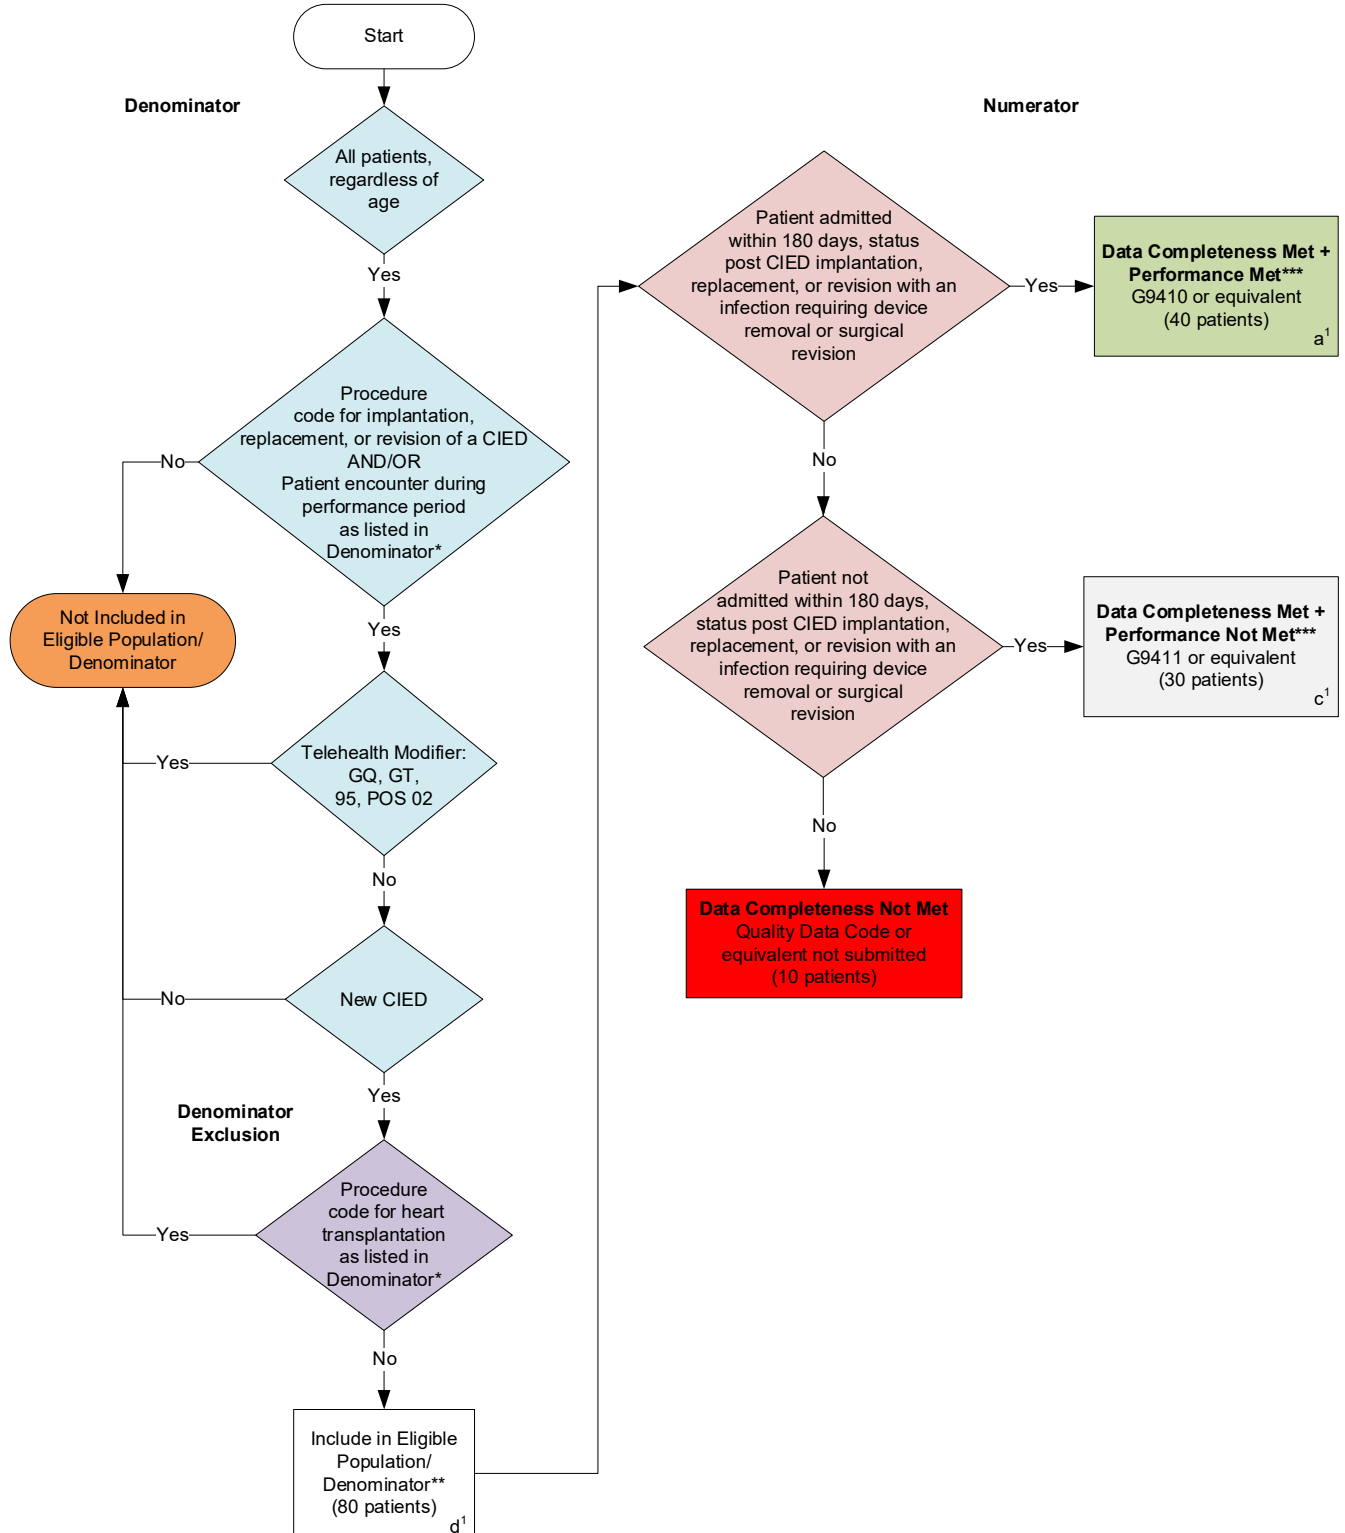 Start
Denominator
All patients,
regardless of
age
Yes
Procedure
code for implantation,
replacement, or revision of a CIED
AND/OR
Patient encounter during
performance period
as listed in
Denominator*
No
Not Included in
Eligible Population/
Denominator
Yes
Telehealth Modifier:
GQ, GT,
95, POS 02
Yes
No
New CIED
No
Yes
Denominator
Exclusion
Procedure
code for heart
transplantation
as listed in
Denominator*
Yes
No
Include in Eligible
Population/
Denominator**
(80 patients)
d¹
Numerator
Patient admitted
within 180 days, status
post CIED implantation,
replacement, or revision with an
infection requiring device
removal or surgical
revision
Yes
Data Completeness Met +
Performance Met***
G9410 or equivalent
(40 patients)
a¹
No
Patient not
admitted within 180 days,
status post CIED implantation,
replacement, or revision with an
infection requiring device
removal or surgical
revision
Yes
Data Completeness Met +
Performance Not Met***
G9411 or equivalent
(30 patients)
c¹
No
Data Completeness Not Met
Quality Data Code or
equivalent not submitted
(10 patients)